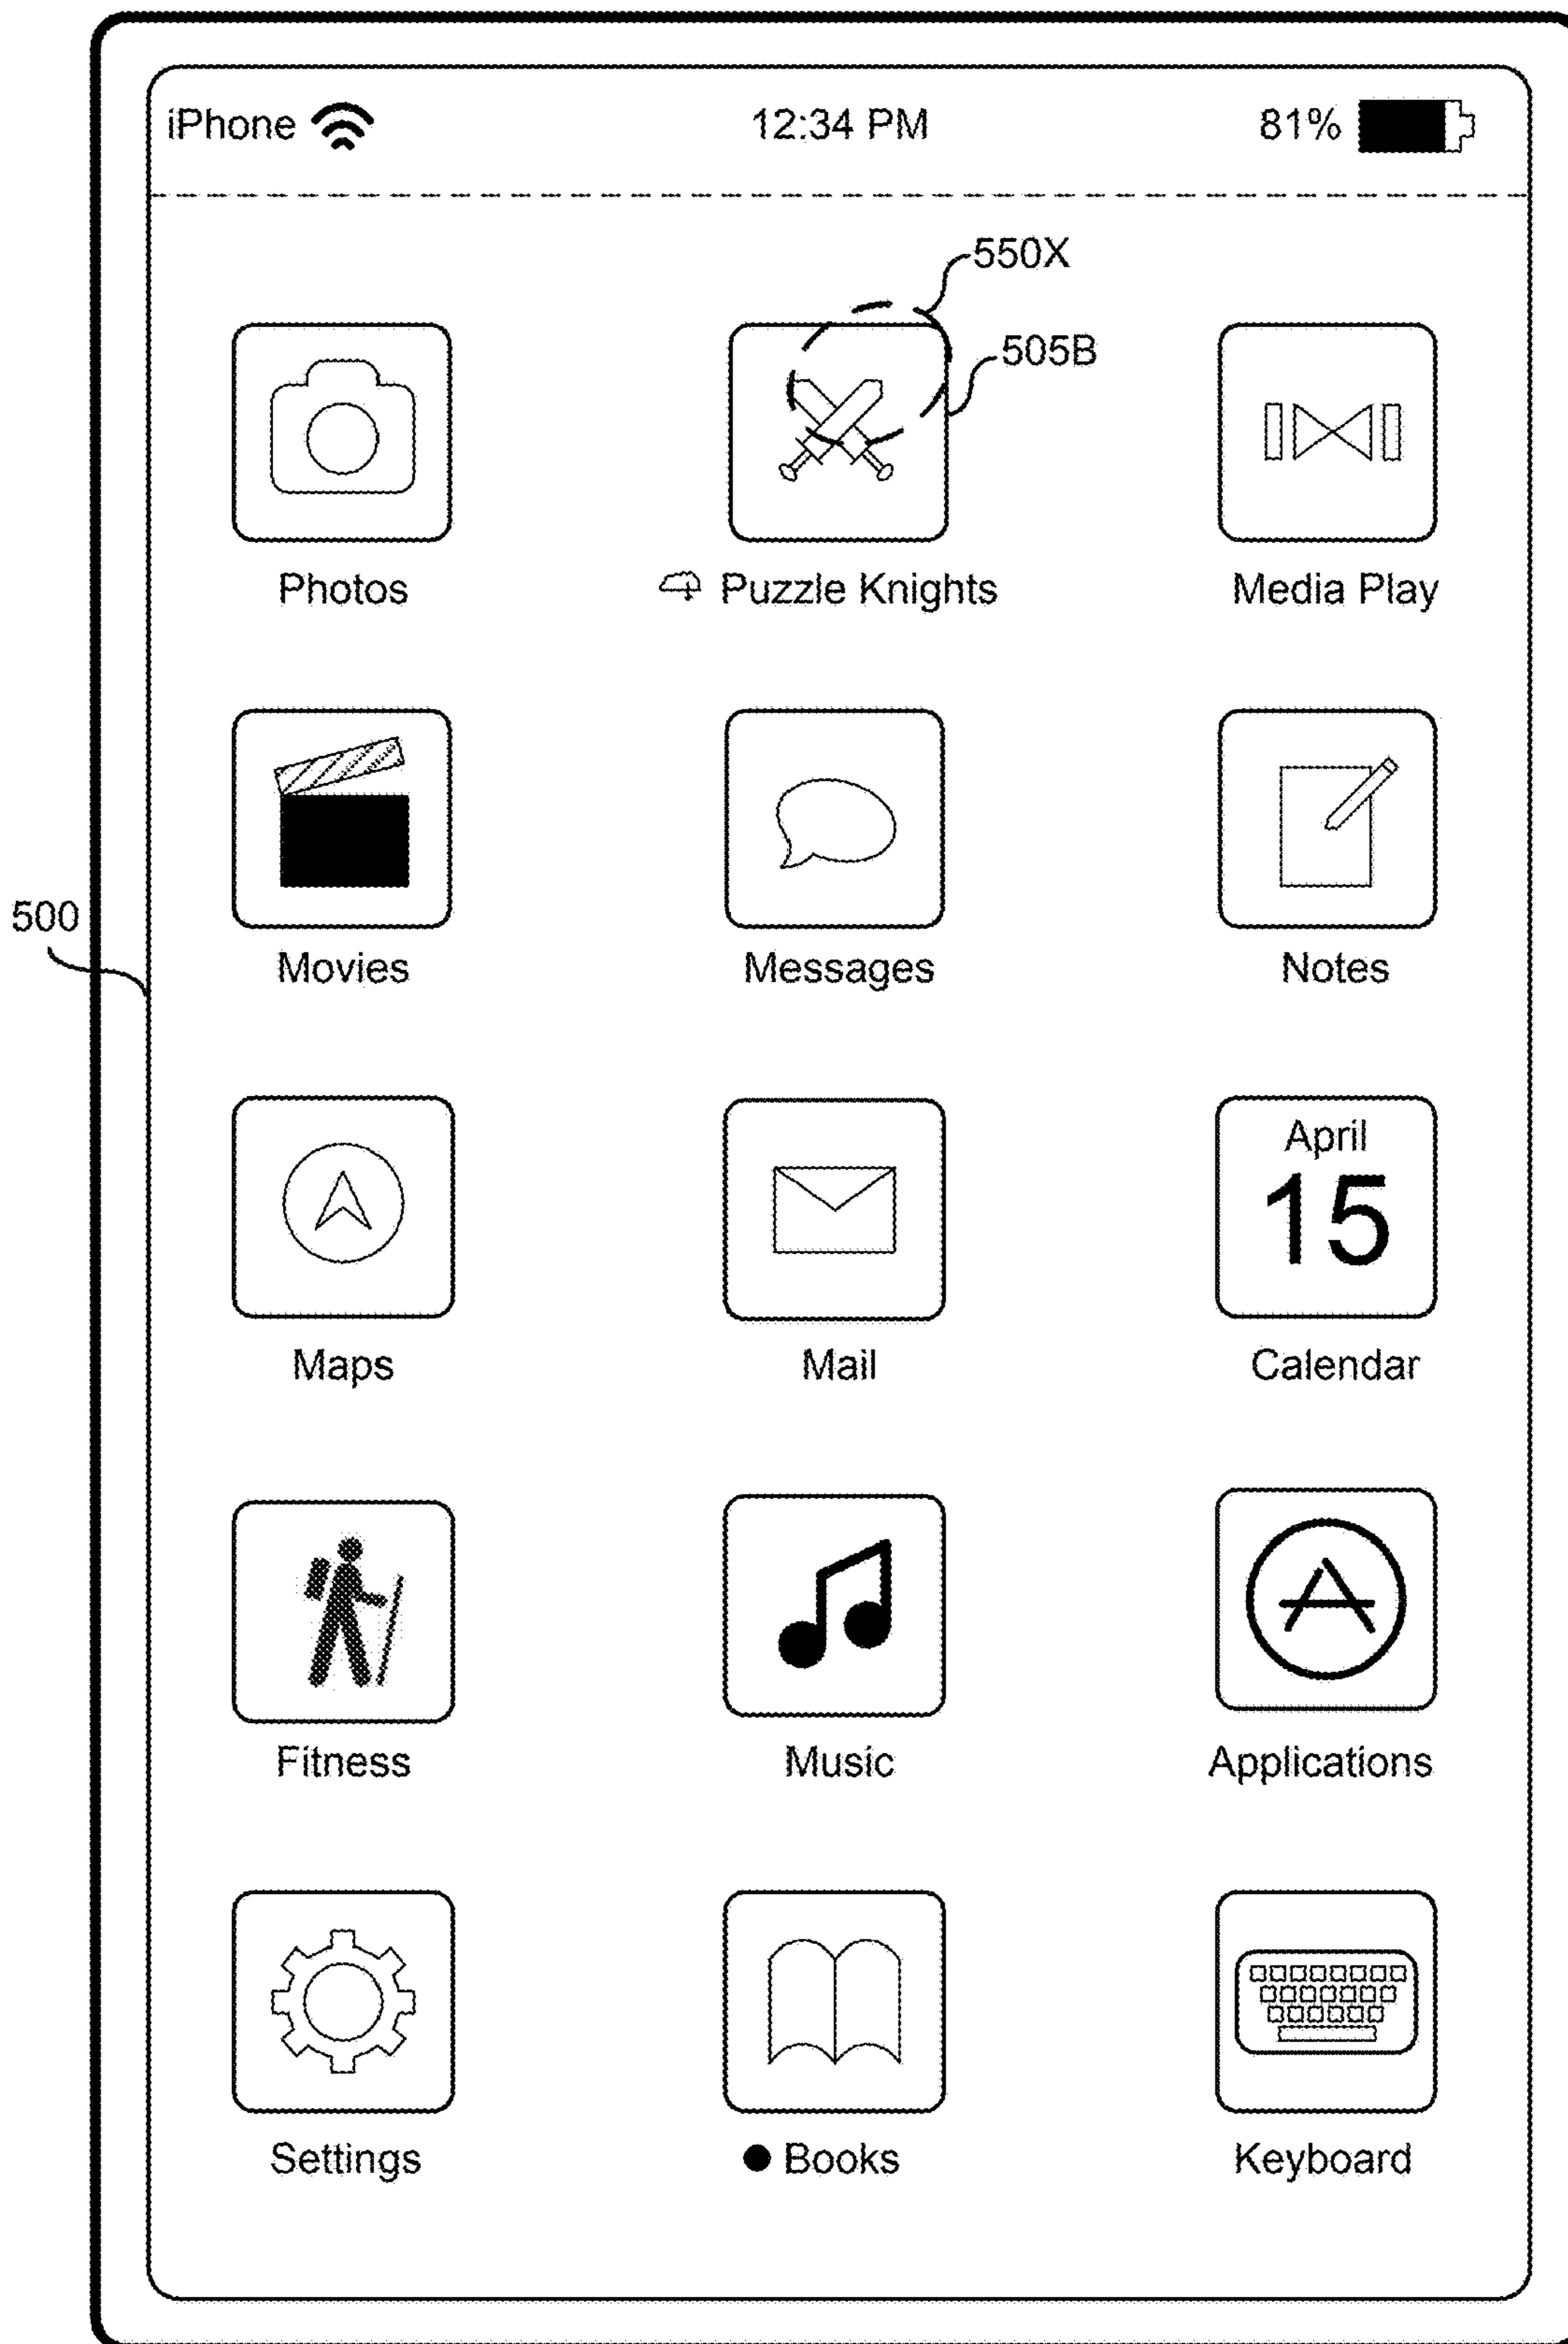 iPhone 12:34 PM 81%
550X
505B
Photos Puzzle Knights Media Play
500
Movies Messages Notes
April
15
Maps Mail Calendar
Fitness Music Applications
Settings Books Keyboard